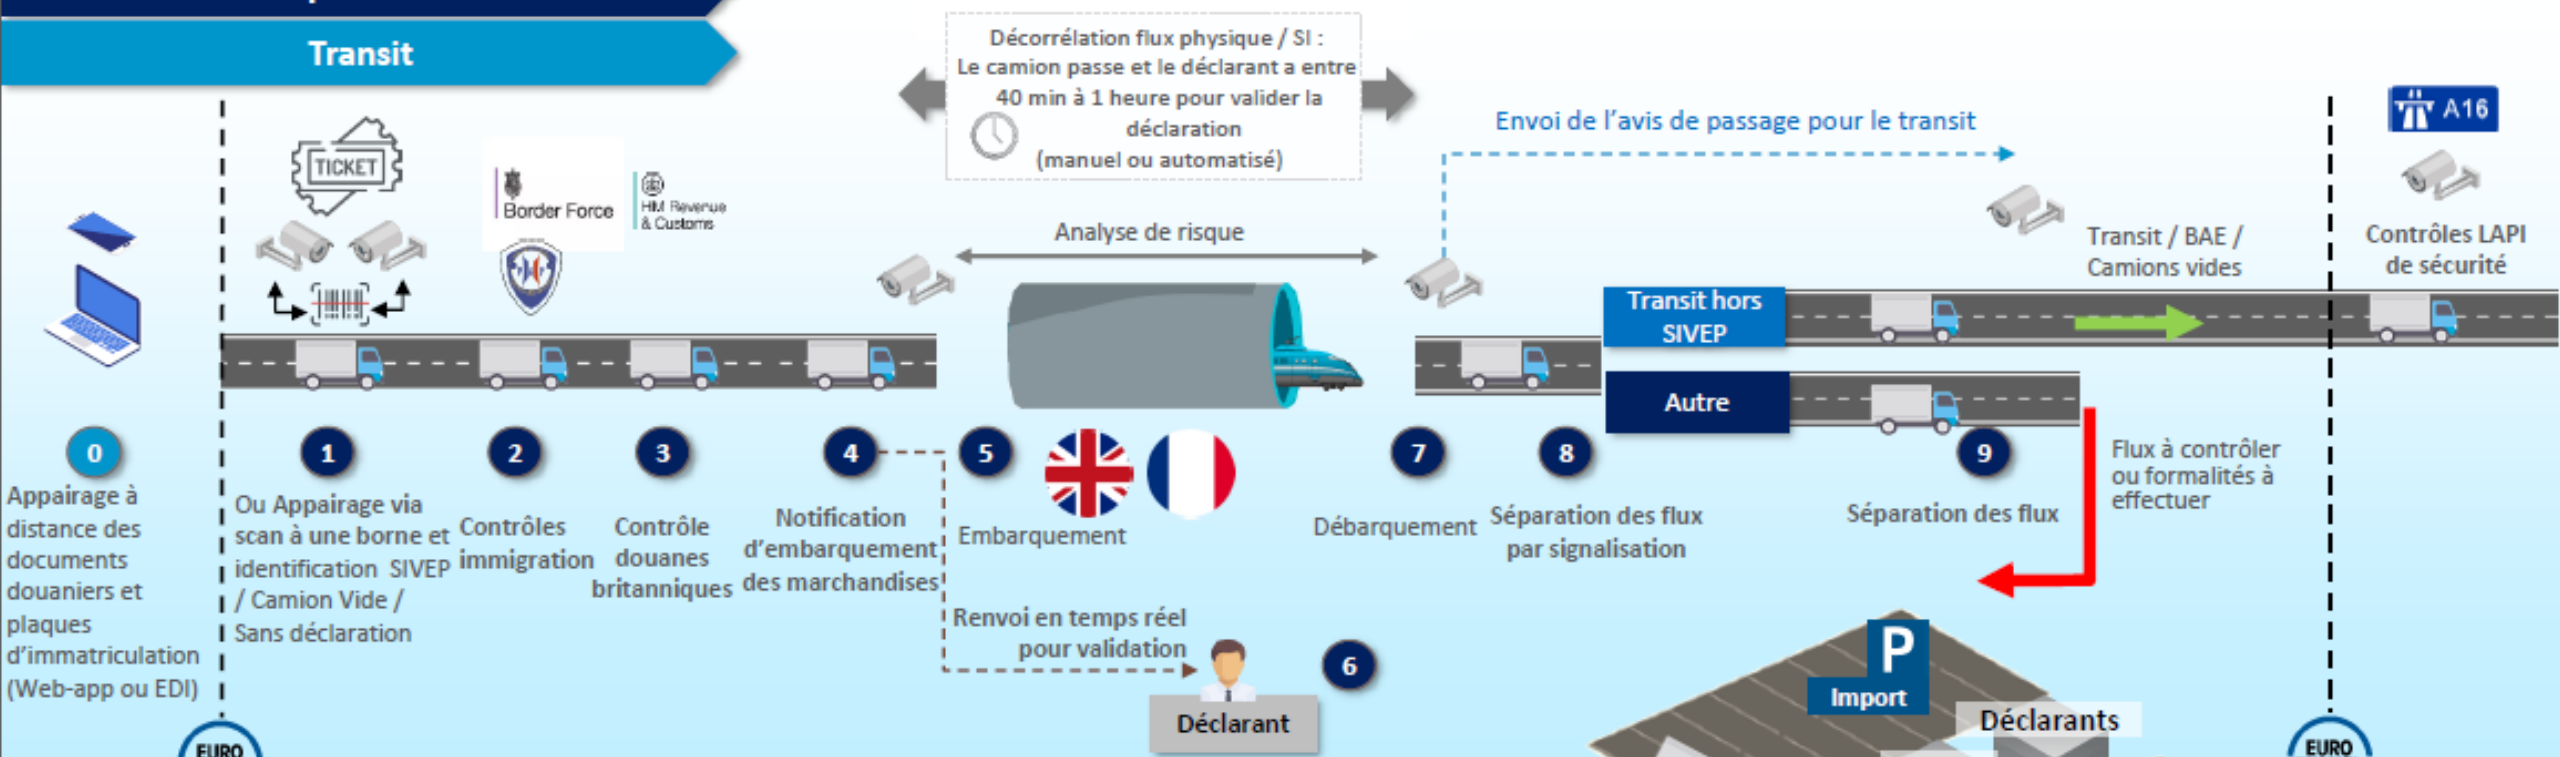 Transit
Décorrélation flux physique / SI :
Le camion passe et le déclarant a entre
40 min à 1 heure pour valider la
déclaration
(manuel ou automatisé)
Envoi de l'avis de passage pour le transit
A16
TICKET
Border Force
HM Revenue
& Customs
Analyse de risque
Transit / BAE /
Camions vides
Contrôles LAPI
de sécurité
Transit hors
SIVEP
Autre
0
Appairage à
distance des
documents
douaniers et
plaques
d'immatriculation
(Web-app ou EDI)
1
Ou Appairage via
scan à une borne et
identification SIVEP
/ Camion Vide /
Sans déclaration
2
Contrôles
immigration
3
Contrôle
douanes
britanniques
4
Notification
d'embarquement
des marchandises
5
Embarquement
Renvoi en temps réel
pour validation
6
Déclarant
7
Débarquement
8
Séparation des flux
par signalisation
9
Séparation des flux
Flux à contrôler
ou formalités à
effectuer
P
Import
Déclarants
EURO
EURO